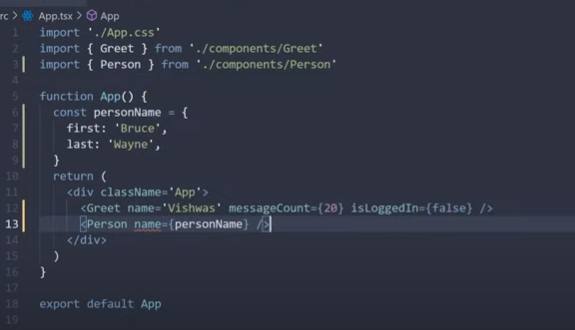 rc > App.tsx > App
1 import './App.css'
2 import { Greet } from './components/Greet'
3 import { Person } from './components/Person'
4
5 function App() {
6   const personName = {
7     first: 'Bruce',
8     last: 'Wayne',
9   }
10   return (
11     <div className='App'>
12       <Greet name='Vishwas' messageCount={20} isLoggedIn={false} />
13       <Person name={personName} />
14     </div>
15   )
16 }
17
18 export default App
19